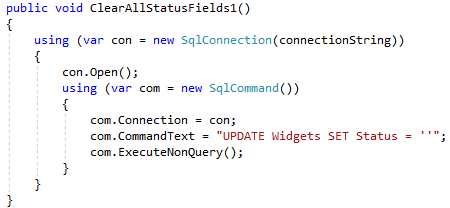 public void ClearAllStatusFields1()
{
    using (var con = new SqlConnection(connectionString))
    {
        con.Open();
        using (var com = new SqlCommand())
        {
            com.Connection = con;
            com.CommandText = "UPDATE Widgets SET Status = ''";
            com.ExecuteNonQuery();
        }
    }
}